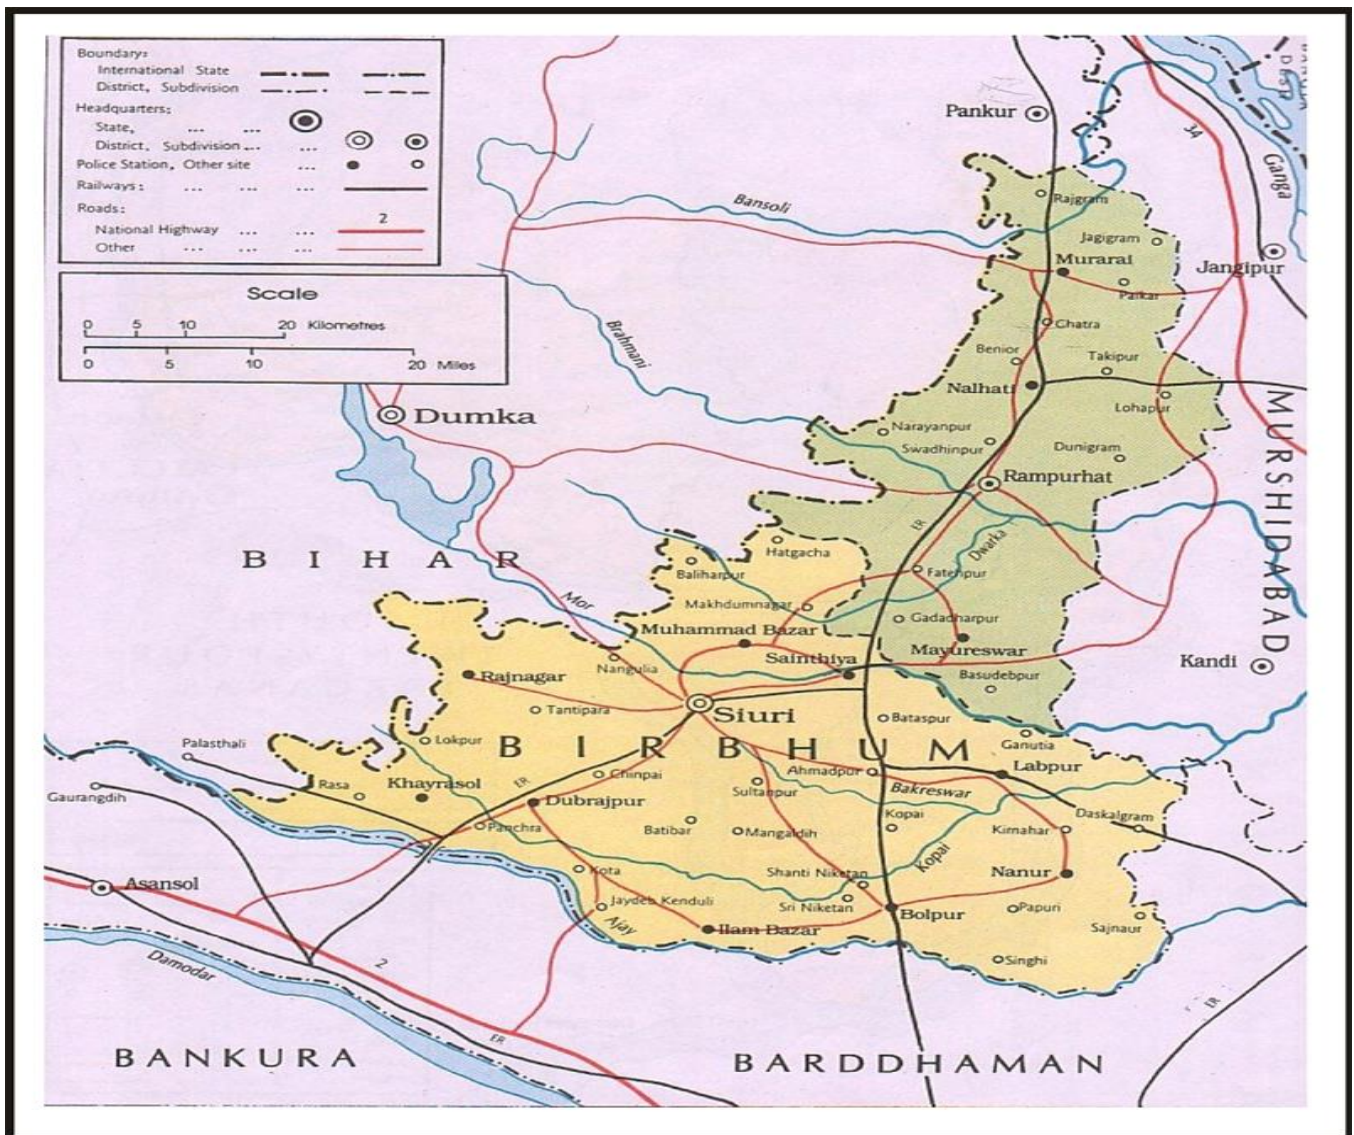 Boundary:
International State
District, Subdivision
Headquarters:
State, ... ...
District, Subdivision ... ...
Police Station, Other site ...
Railways: ... ... ...
Roads:
2
National Highway ... ...
Other ... ... ...
Scale
0 5 10 20 Kilometres
0 5 10 20 Miles
Pankur
34
Ganga
Rajgram
Bansoli
Jagigram
Murarai
Jangipur
Paikar
Chatra
Brahmani
Benior
Takipur
Nalhati
Lohapur
Dumka
Narayanpur
Swadhinpur
Dunigram
Rampurhat
MURSHIDABAD
ER
Dwarka
BIHAR
Hatgacha
Baliharpur
Fatehpur
Mor
Makhdumnagar
Gadadharpur
Muhammad Bazar
Mayureswar
Sainthiya
Kandi
Nangulia
Rajnagar
Basudebpur
Tantipara
Siuri
Bataspur
Lokpur
BIRBHUM
Ganutia
Palasthali
Labpur
Ahmadpur
Chinpai
Rasa
Khayrasol
ER
Sultanpur
Bakreswar
Gaurangdih
Dubrajpur
Kopai
Daskalgram
Panchra
Batibar
Mangaldih
Kirnahar
Kopai
Kota
Shanti Niketan
Nanur
Asansol
Jaydeb Kenduli
Sri Niketan
Bolpur
Papuri
Ajay
Ilam Bazar
Sajnaur
Singhi
Damodar
2
ER
ER
BANKURA
BARDDHAMAN